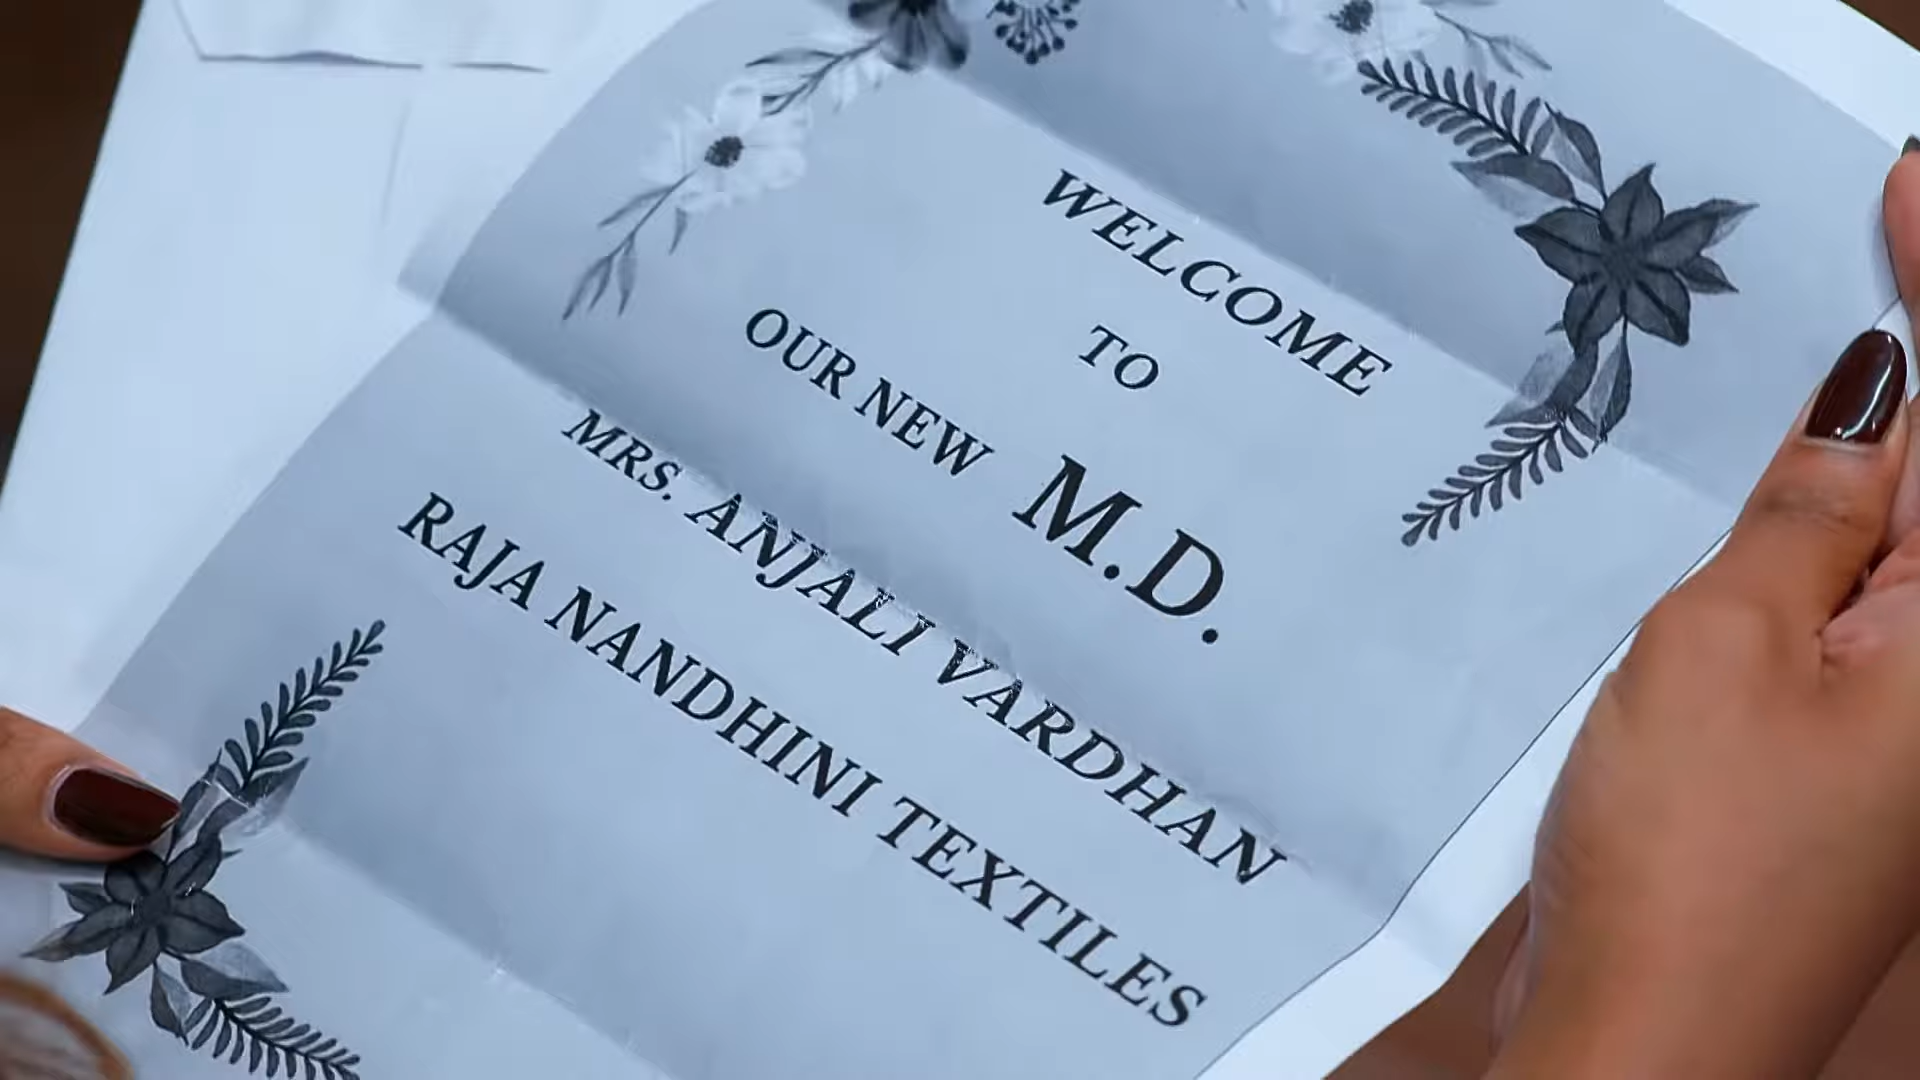 WELCOME
TO
OUR NEW M.D.
MRS. ANJALI VARDHAN
RAJA NANDHINI TEXTILES